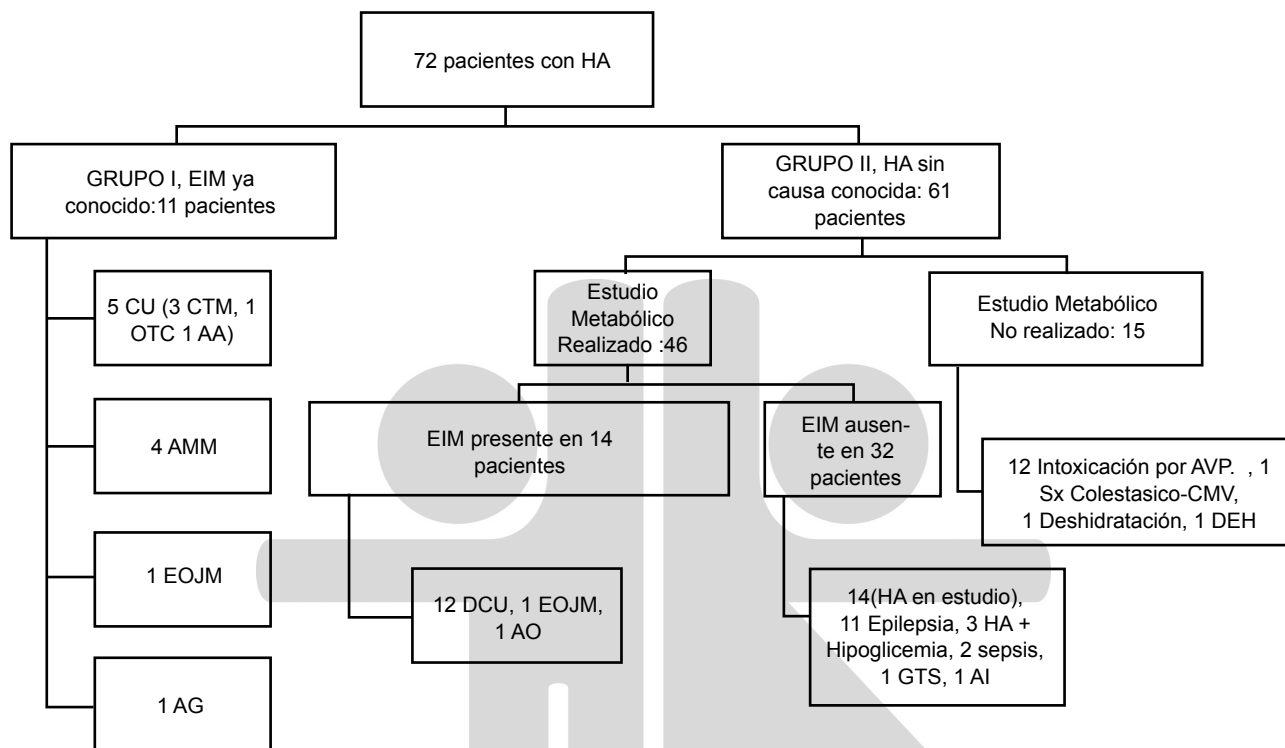 72 pacientes con HA
GRUPO I, EIM ya
conocido:11 pacientes
GRUPO II, HA sin
causa conocida: 61
pacientes
5 CU (3 CTM, 1
OTC 1 AA)
4 AMM
1 EOJM
1 AG
Estudio
Metabólico
Realizado :46
Estudio Metabólico
No realizado: 15
EIM presente en 14
pacientes
EIM ausen-
te en 32
pacientes
12 DCU, 1 EOJM,
1 AO
14(HA en estudio),
11 Epilepsia, 3 HA +
Hipoglicemia, 2 sepsis,
1 GTS, 1 AI
12 Intoxicación por AVP. , 1
Sx Colestasico-CMV,
1 Deshidratación, 1 DEH